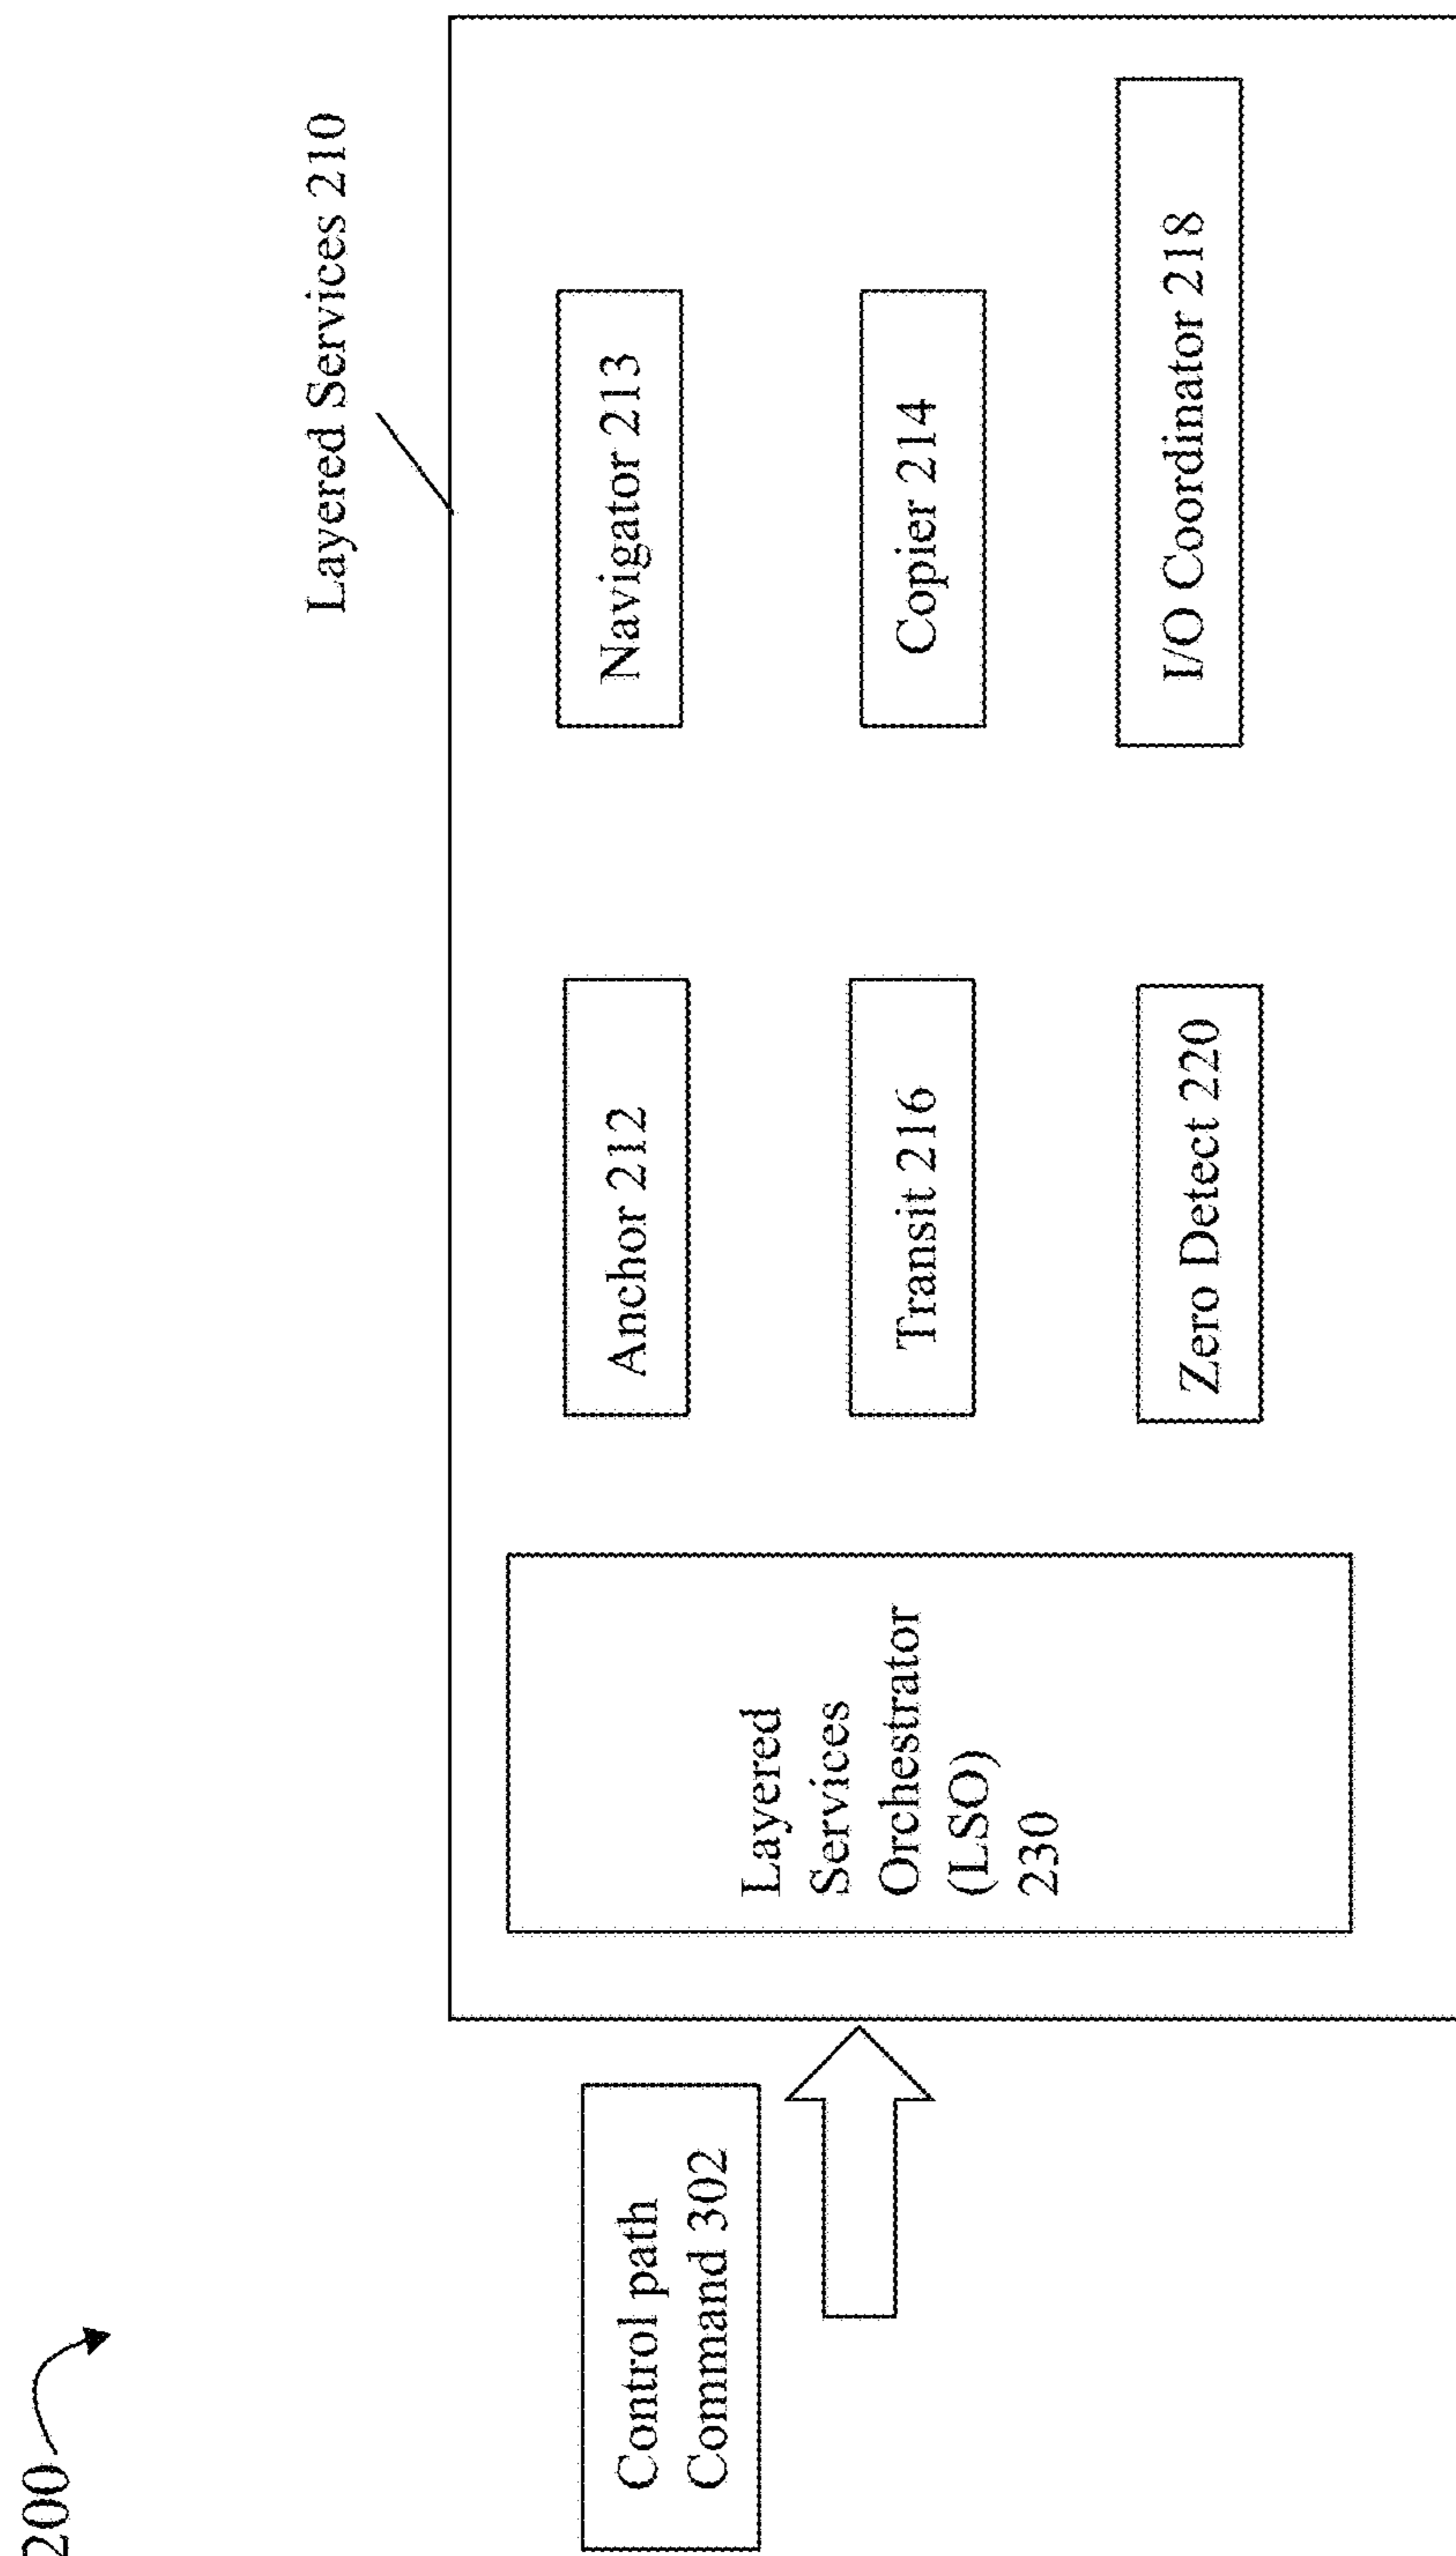 200
Layered Services 210
Control path
Command 302
Layered
Services
Orchestrator
(LSO)
230
Anchor 212
Navigator 213
Transit 216
Copier 214
Zero Detect 220
I/O Coordinator 218